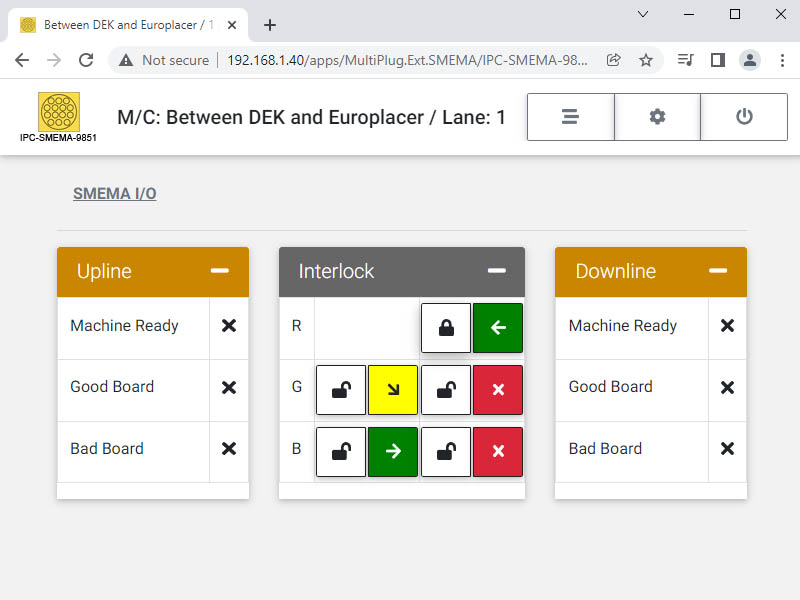 Between DEK and Europlacer / 1
Not secure
192.168.1.40/apps/MultiPlug.Ext.SMEMA/IPC-SMEMA-98...
IPC-SMEMA-9851
M/C: Between DEK and Europlacer / Lane: 1
SMEMA I/O
Upline
Machine Ready
Good Board
Bad Board
Interlock
R
G
B
Downline
Machine Ready
Good Board
Bad Board